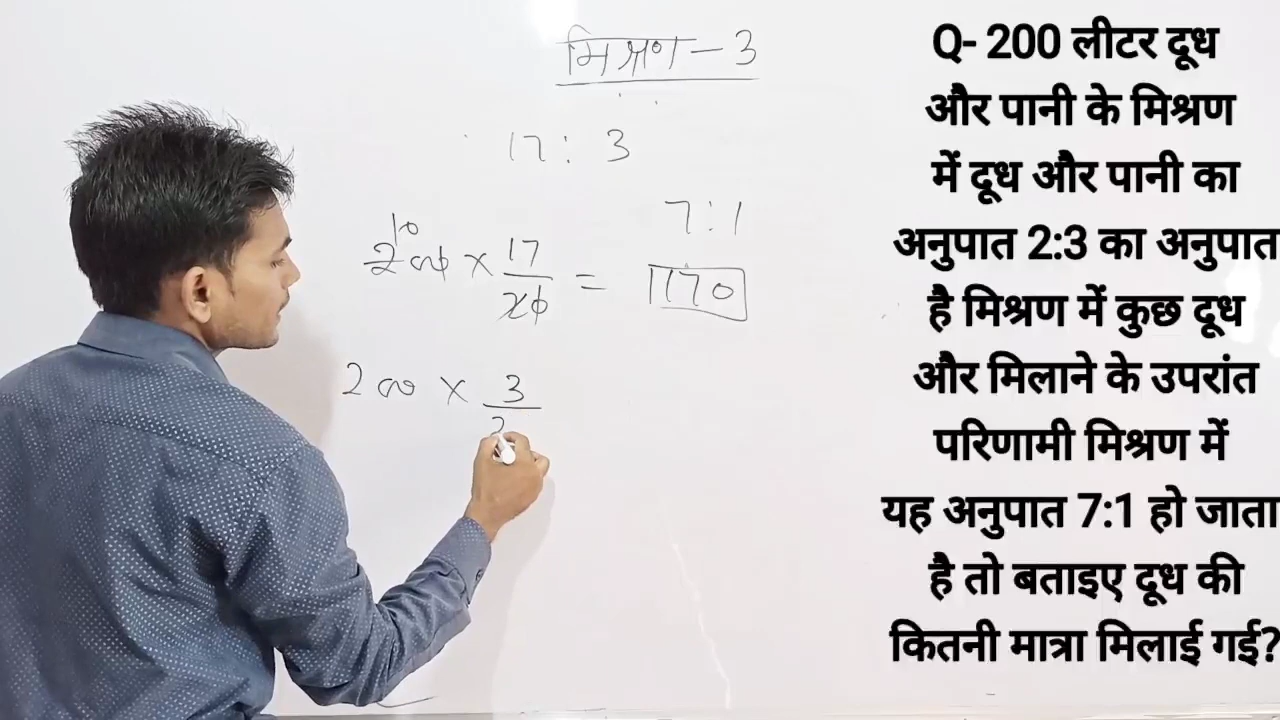 मिश्रण - 3
17 : 3
7:1
10
200 × 17/20 = 170
200 × 3/2
Q- 200 लीटर दूध
और पानी के मिश्रण
में दूध और पानी का
अनुपात 2:3 का अनुपात
है मिश्रण में कुछ दूध
और मिलाने के उपरांत
परिणामी मिश्रण में
यह अनुपात 7:1 हो जाता
है तो बताइए दूध की
कितनी मात्रा मिलाई गई?